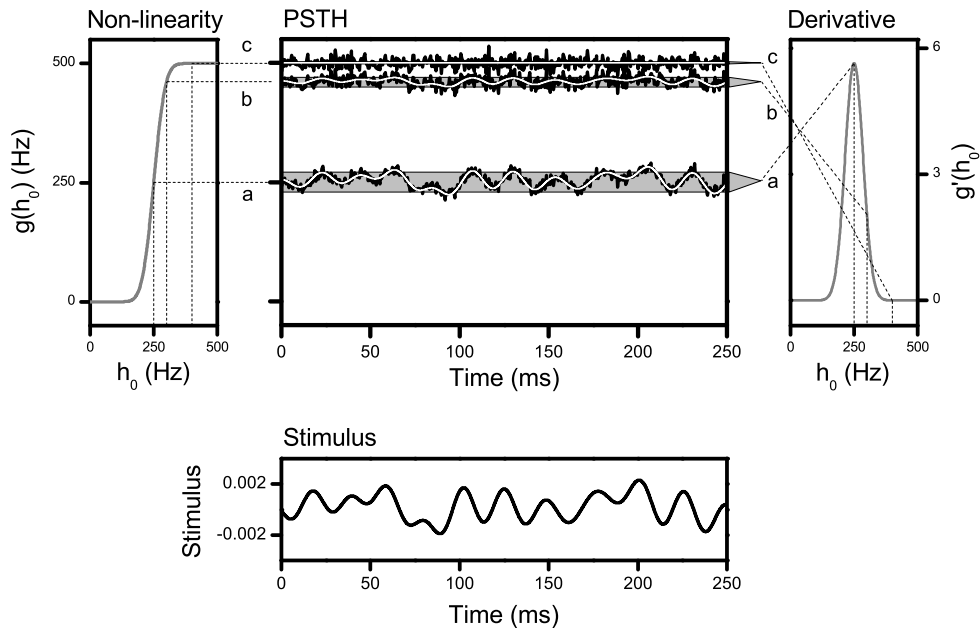 Non-linearity
PSTH
Derivative
c
b
a
500
250
0
g(h0) (Hz)
0 250 500
h0 (Hz)
0 50 100 150 200 250
Time (ms)
c
b
a
6
3
0
g'(h0)
0 250 500
h0 (Hz)
Stimulus
0.002
-0.002
Stimulus
0 50 100 150 200 250
Time (ms)